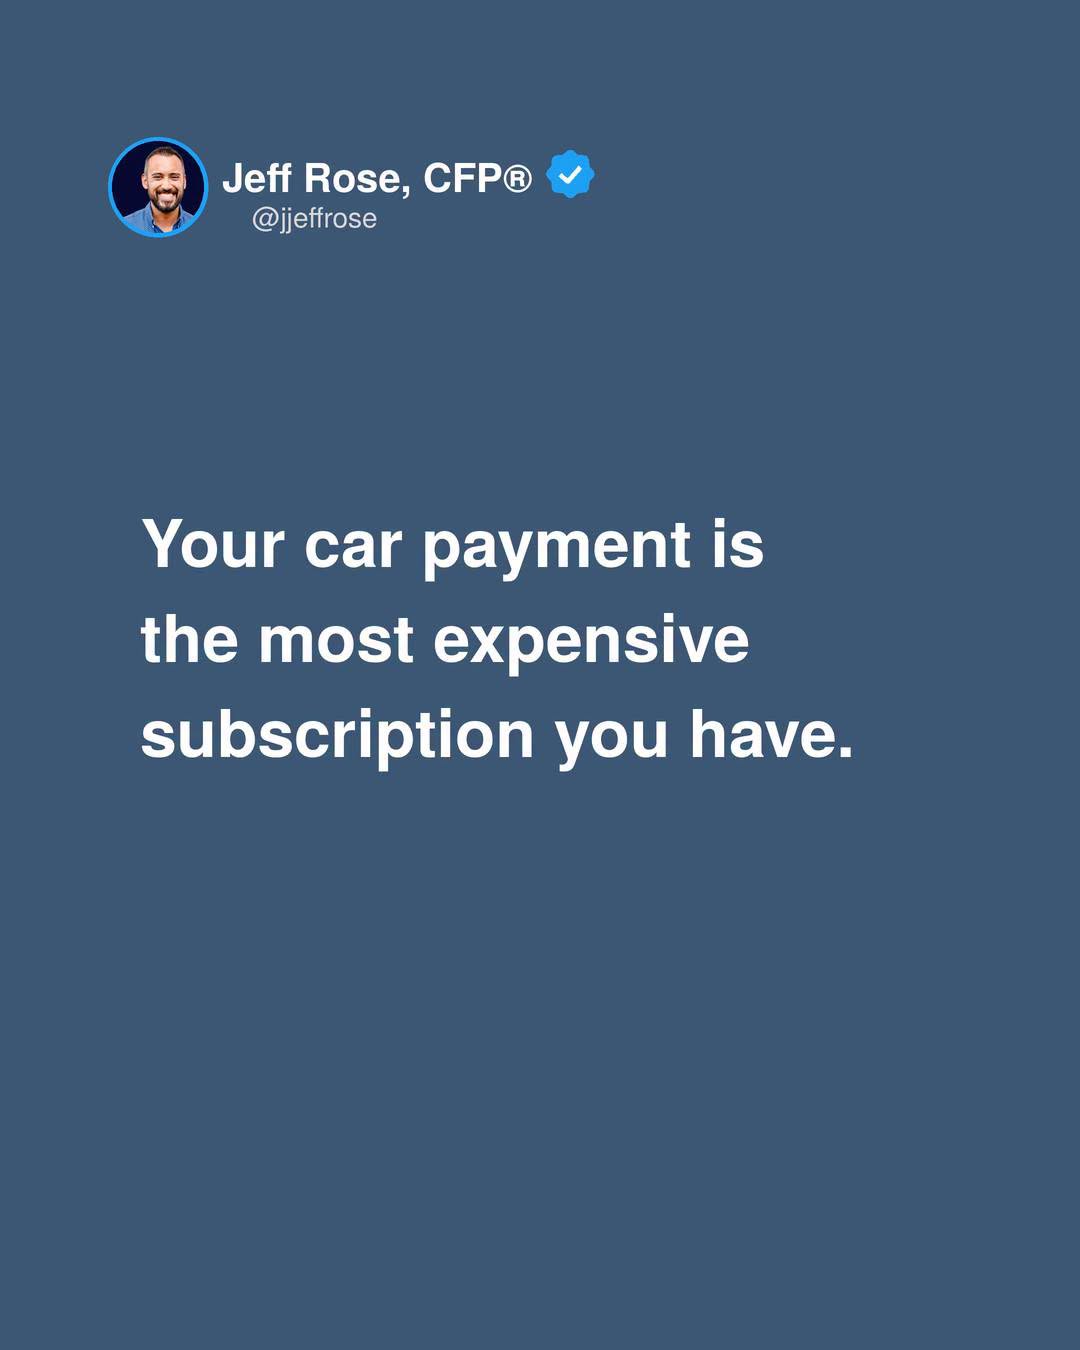 Jeff Rose, CFP®
@jjeffrose
Your car payment is
the most expensive
subscription you have.